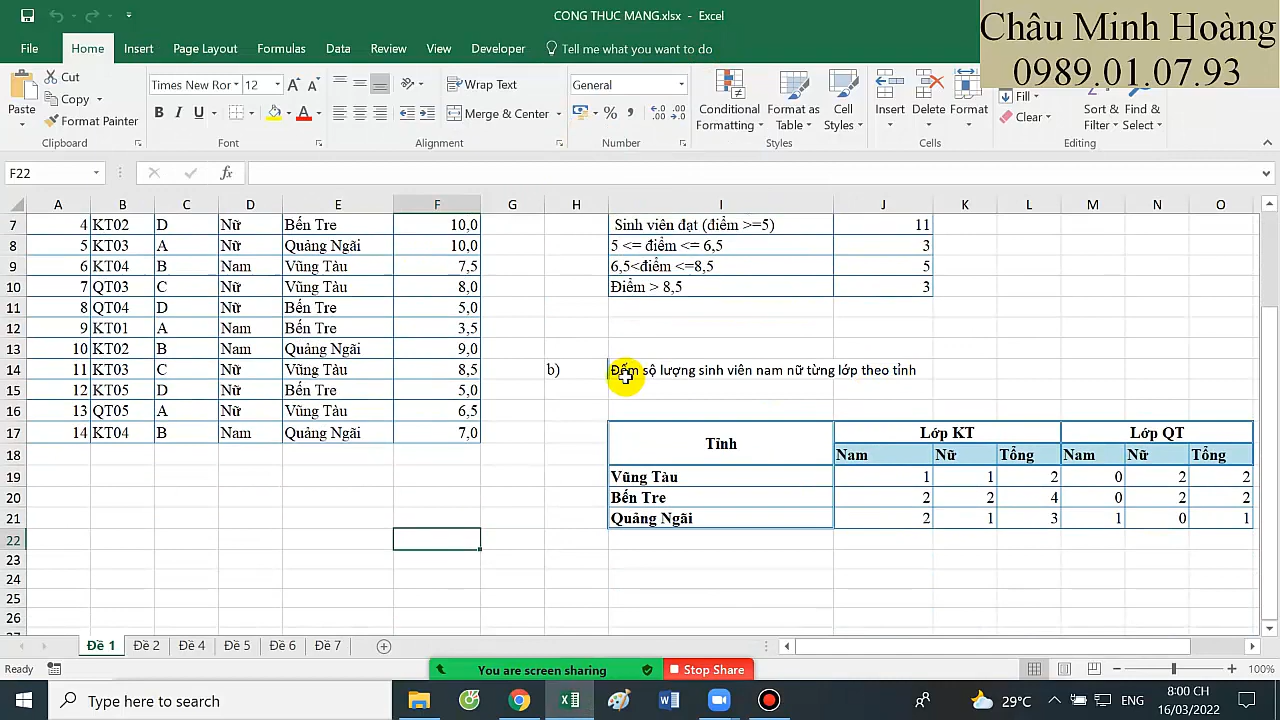 CONG THUC MANG.xlsx - Excel
Châu Minh Hoàng
0989.01.07.93
File Home Insert Page Layout Formulas Data Review View Developer Tell me what you want to do
Paste Cut Copy Format Painter
Times New Ror 12
B I U
Wrap Text
Merge & Center
General
% ,
Conditional Formatting Format as Table Cell Styles
Insert Delete Format
Fill
Clear
Sort & Filter Find & Select
Clipboard Font Alignment Number Styles Cells Editing
F22 fx
A B C D E F G H I J K L M N O
7 4 KT02 D Nữ Bến Tre 10,0 Sinh viên đạt (điểm >=5) 11
8 5 KT03 A Nữ Quảng Ngãi 10,0 5 <= điểm <= 6,5 3
9 6 KT04 B Nam Vũng Tàu 7,5 6,5<điểm <=8,5 5
10 7 QT03 C Nữ Vũng Tàu 8,0 Điểm > 8,5 3
11 8 QT04 D Nữ Bến Tre 5,0
12 9 KT01 A Nam Bến Tre 3,5
13 10 KT02 B Nam Quảng Ngãi 9,0
14 11 KT03 C Nữ Vũng Tàu 8,5 b) Đếm số lượng sinh viên nam nữ từng lớp theo tỉnh
15 12 KT05 D Nữ Bến Tre 5,0
16 13 QT05 A Nữ Vũng Tàu 6,5
17 14 KT04 B Nam Quảng Ngãi 7,0 Tỉnh Lớp KT Lớp QT
18 Nam Nữ Tổng Nam Nữ Tổng
19 Vũng Tàu 1 1 2 0 2 2
20 Bến Tre 2 2 4 0 2 2
21 Quảng Ngãi 2 1 3 1 0 1
22
23
24
25
26
Đề 1 Đề 2 Đề 4 Đề 5 Đề 6 Đề 7
Ready You are screen sharing Stop Share 100%
Type here to search 29°C ENG 8:00 CH
16/03/2022